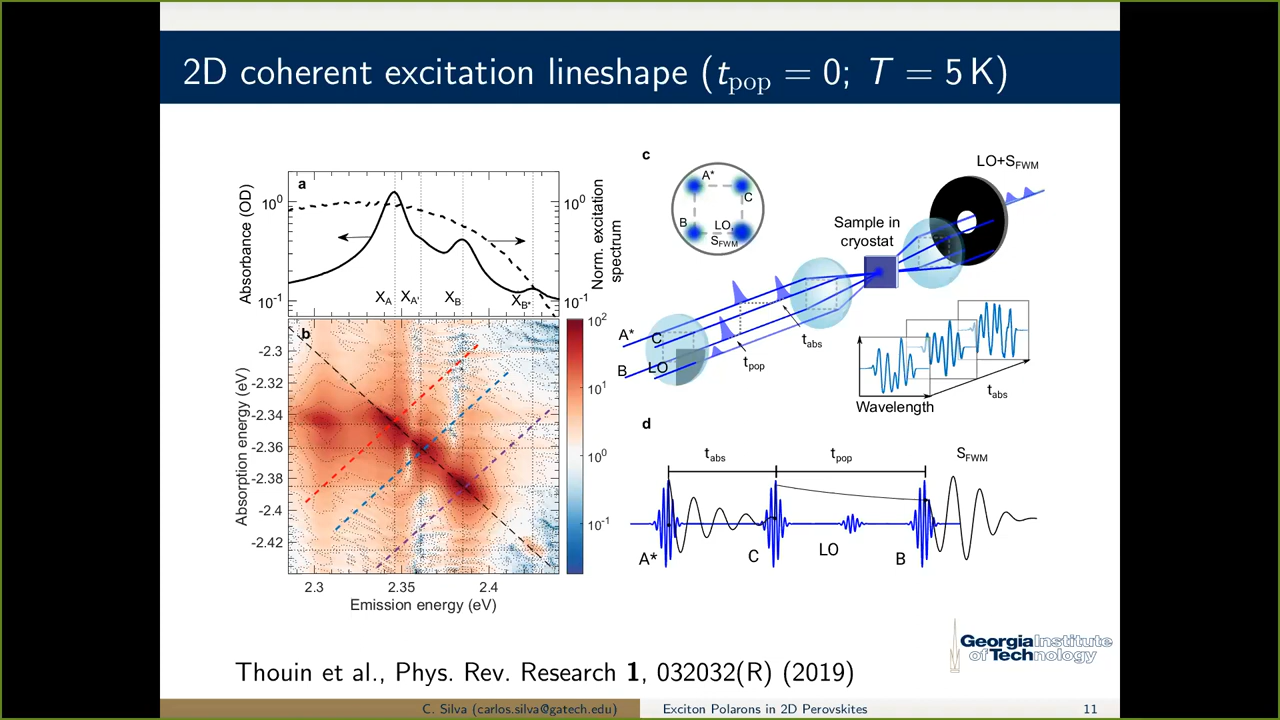 2D coherent excitation lineshape (tpop = 0; T = 5 K)
a
Absorbance (OD)
10^0
10^-1
10^0
10^-1
Norm. excitation
spectrum
XA XA' XB XB*
b
Absorption energy (eV)
-2.3
-2.32
-2.34
-2.36
-2.38
-2.4
-2.42
10^2
10^1
10^0
10^-1
2.3 2.35 2.4
Emission energy (eV)
c
A*
C
B
LO,
SFWM
LO+SFWM
Sample in
cryostat
A*
C
B
LO
tpop
tabs
Wavelength
tabs
d
tabs tpop SFWM
A* C LO B
Georgia Institute
of Technology
Thouin et al., Phys. Rev. Research 1, 032032(R) (2019)
C. Silva (carlos.silva@gatech.edu) Exciton Polarons in 2D Perovskites 11